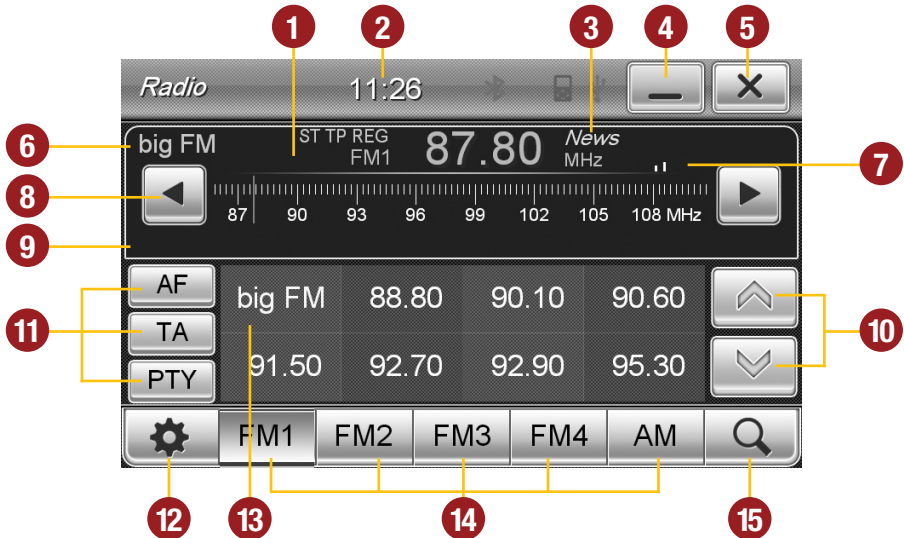 1 2 3 4 5
Radio 11:26
6 big FM ST TP REG FM1 87.80 News MHz 7
8
87 90 93 96 99 102 105 108 MHz
9
AF big FM 88.80 90.10 90.60
11 TA 10
PTY 91.50 92.70 92.90 95.30
FM1 FM2 FM3 FM4 AM
12 13 14 15